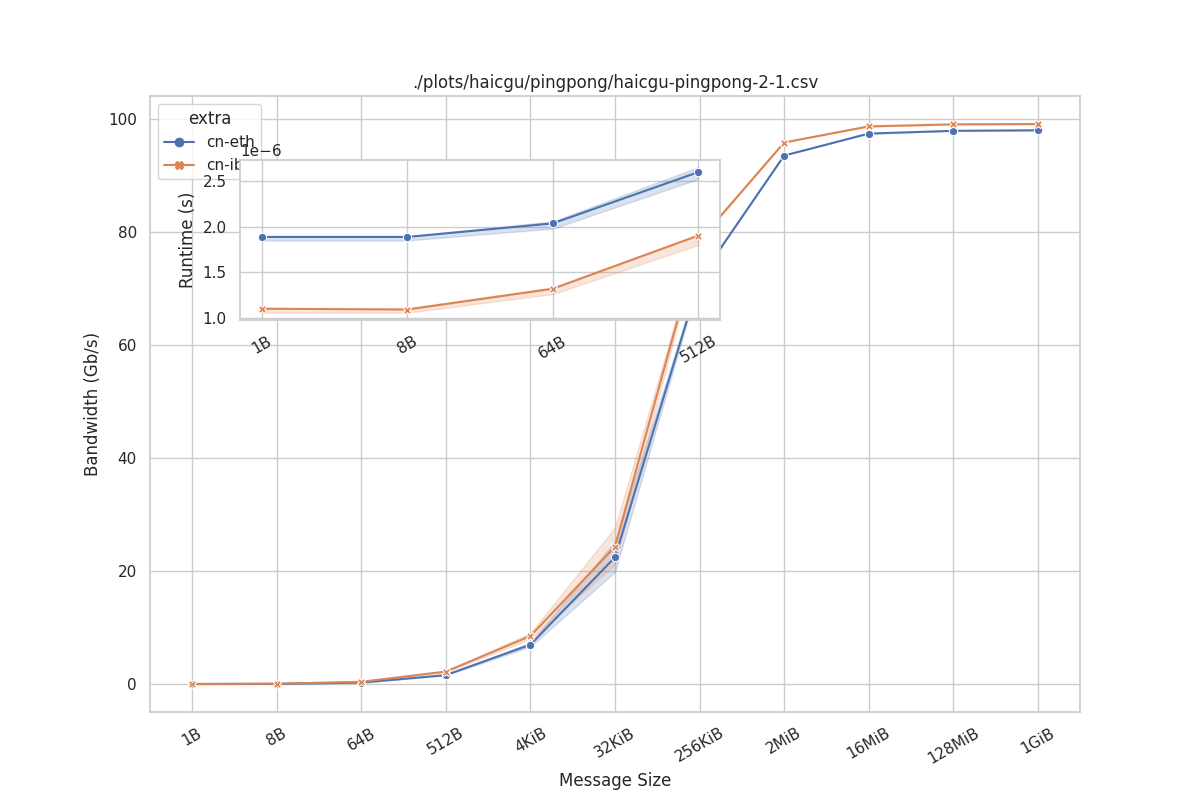 ./plots/haicgu/pingpong/haicgu-pingpong-2-1.csv
extra
cn-eth
cn-ib
1e−6
Runtime (s)
2.5
2.0
1.5
1.0
1B
8B
64B
512B
Bandwidth (Gb/s)
100
80
60
40
20
0
1B
8B
64B
512B
4KiB
32KiB
256KiB
2MiB
16MiB
128MiB
1GiB
Message Size